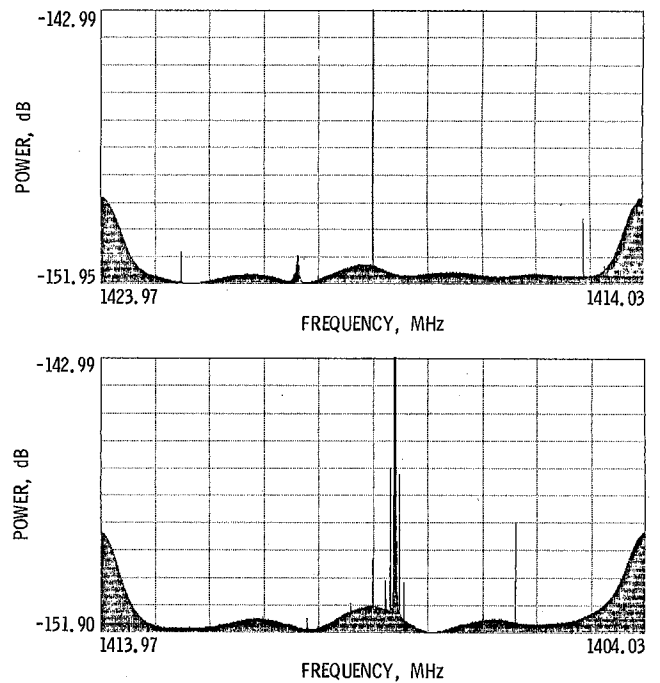 -142.99
POWER, dB
-151.95
1423.97
1414.03
FREQUENCY, MHz
-142.99
POWER, dB
-151.90
1413.97
1404.03
FREQUENCY, MHz